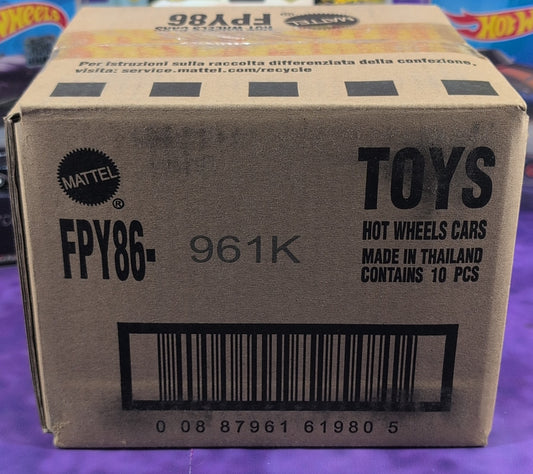 MATTEL
HOT WHEELS CARS
FPY86
Per istruzioni sulla raccolta differenziata della confezione,
visita: service.mattel.com/recycle
MATTEL
®
TOYS
HOT WHEELS CARS
MADE IN THAILAND
CONTAINS 10 PCS
FPY86-
961K
0 08 87961 61980 5